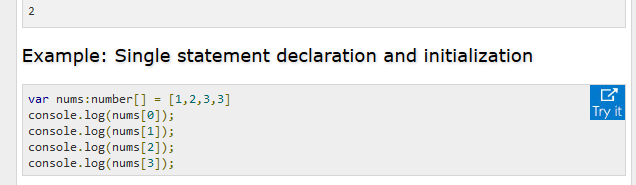 2
Example: Single statement declaration and initialization
var nums:number[] = [1,2,3,3]
Try it
console.log(nums[0]);
console.log(nums[1]);
console.log(nums[2]);
console.log(nums[3]);